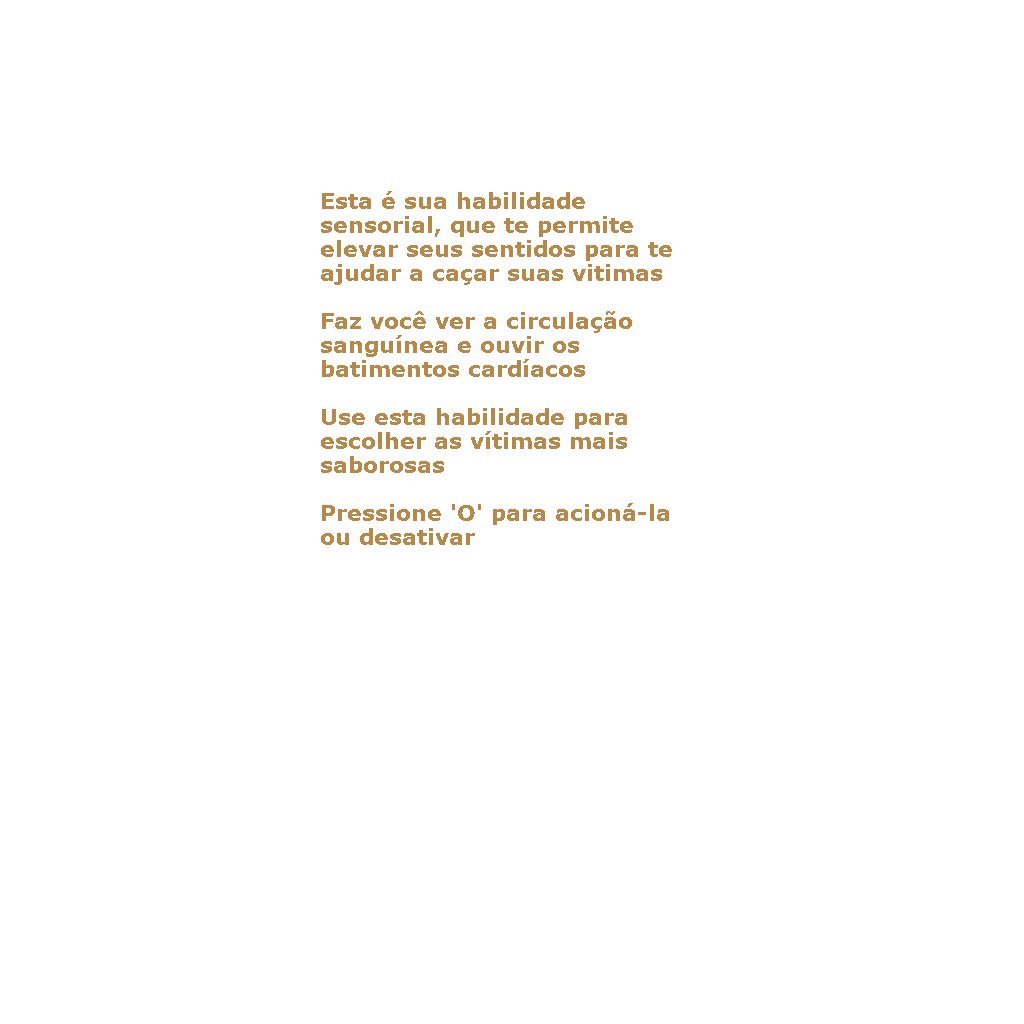 Esta é sua habilidade
sensorial, que te permite
elevar seus sentidos para te
ajudar a caçar suas vitimas
Faz você ver a circulação
sanguínea e ouvir os
batimentos cardíacos
Use esta habilidade para
escolher as vítimas mais
saborosas
Pressione 'O' para acioná-la
ou desativar